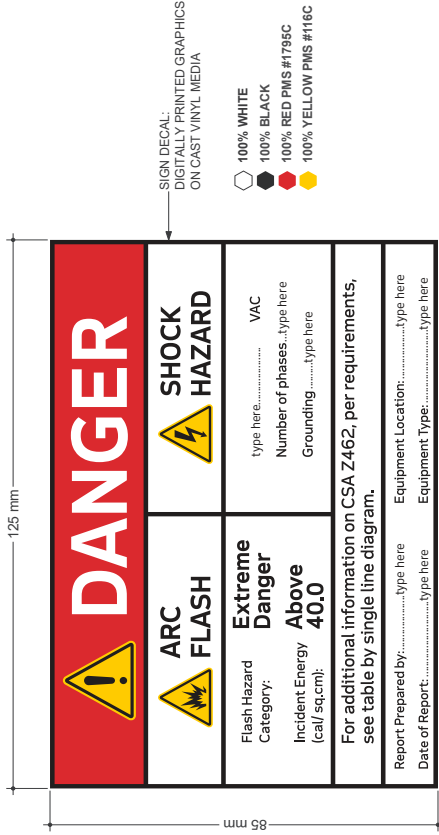 125 mm
85 mm
DANGER
ARC
FLASH
SHOCK
HAZARD
Flash Hazard
Category:
Extreme
Danger
Incident Energy
(cal/ sq,cm):
Above
40.0
type here.................... VAC
Number of phases...type here
Grounding.........type here
For additional information on CSA Z462, per requirements,
see table by single line diagram.
Report Prepared by:...............type here
Equipment Location:..............type here
Date of Report:......................type here
Equipment Type:....................type here
SIGN DECAL:
DIGITALLY PRINTED GRAPHICS
ON CAST VINYL MEDIA
100% WHITE
100% BLACK
100% RED PMS #1795C
100% YELLOW PMS #116C